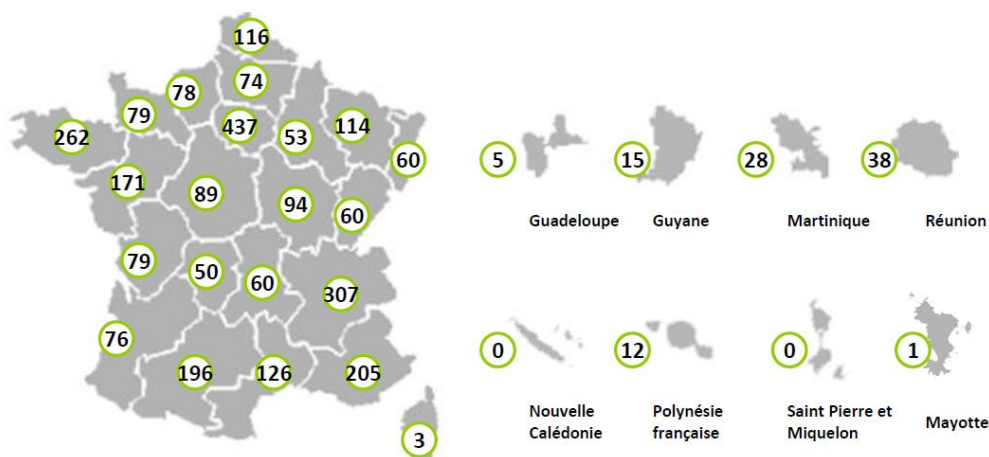 116
74
78
79
437
53
114
262
60
171
89
94
60
79
50
60
307
76
196
126
205
3
5
15
28
38
Guadeloupe
Guyane
Martinique
Réunion
0
12
0
1
Nouvelle
Calédonie
Polynésie
française
Saint Pierre et
Miquelon
Mayotte